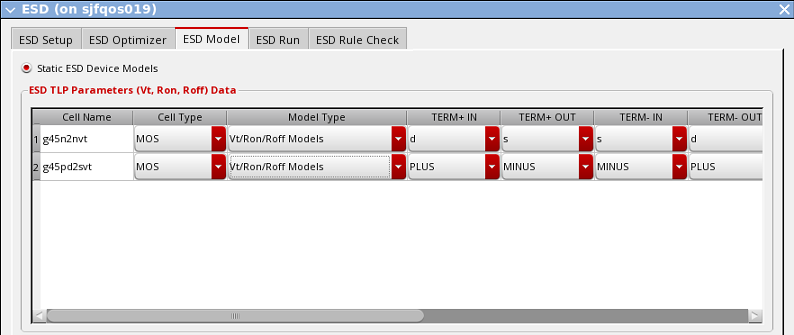 ESD (on sjfqos019)
ESD Setup ESD Optimizer ESD Model ESD Run ESD Rule Check
Static ESD Device Models
ESD TLP Parameters (Vt, Ron, Roff) Data
Cell Name Cell Type Model Type TERM+ IN TERM+ OUT TERM- IN TERM- OUT
1 g45n2nvt MOS Vt/Ron/Roff Models d s s d
2 g45pd2svt MOS Vt/Ron/Roff Models PLUS MINUS MINUS PLUS